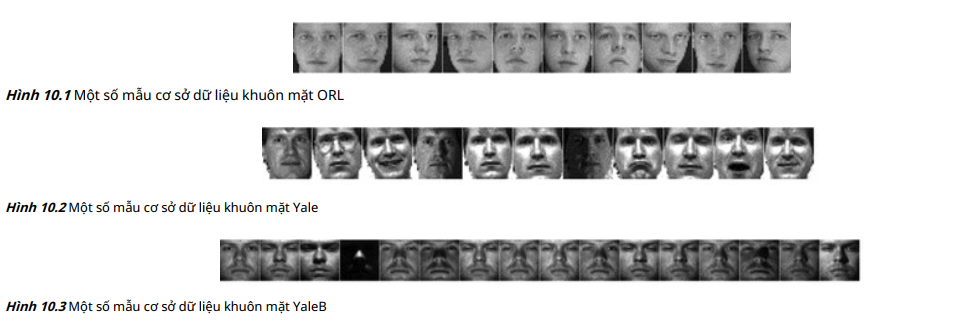 Hình 10.1 Một số mẫu cơ sở dữ liệu khuôn mặt ORL
Hình 10.2 Một số mẫu cơ sở dữ liệu khuôn mặt Yale
Hình 10.3 Một số mẫu cơ sở dữ liệu khuôn mặt YaleB